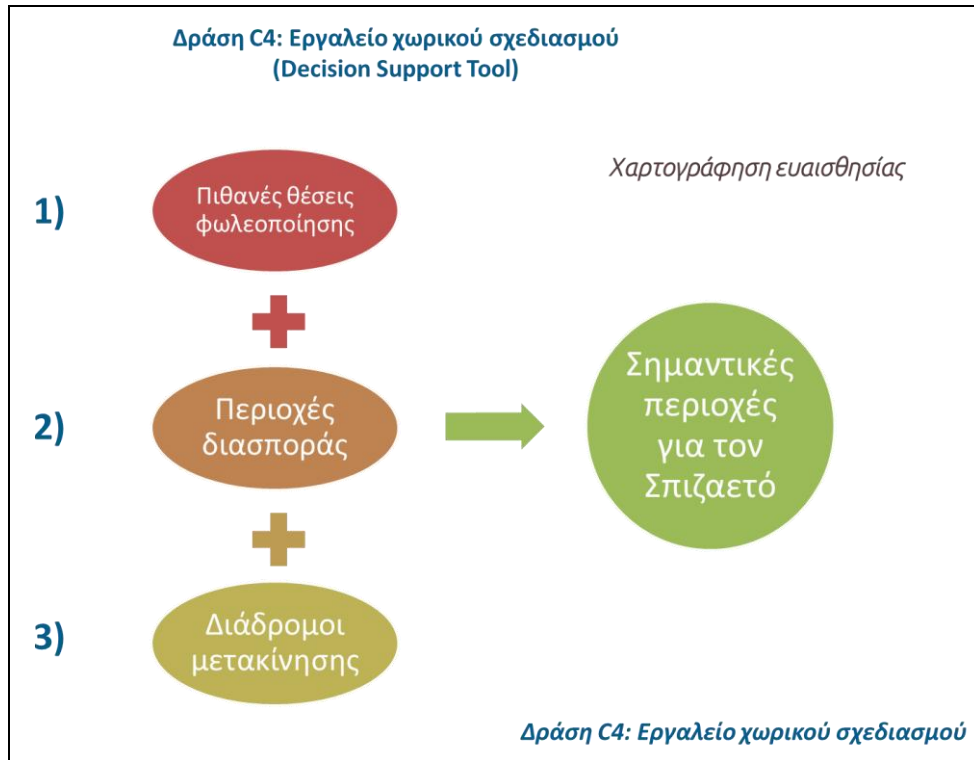 Δράση C4: Εργαλείο χωρικού σχεδιασμού
(Decision Support Tool)
Χαρτογράφηση ευαισθησίας
1)
Πιθανές θέσεις
φωλεοποίησης
2)
Περιοχές
διασποράς
3)
Διάδρομοι
μετακίνησης
Σημαντικές
περιοχές
για τον
Σπιζαετό
Δράση C4: Εργαλείο χωρικού σχεδιασμού